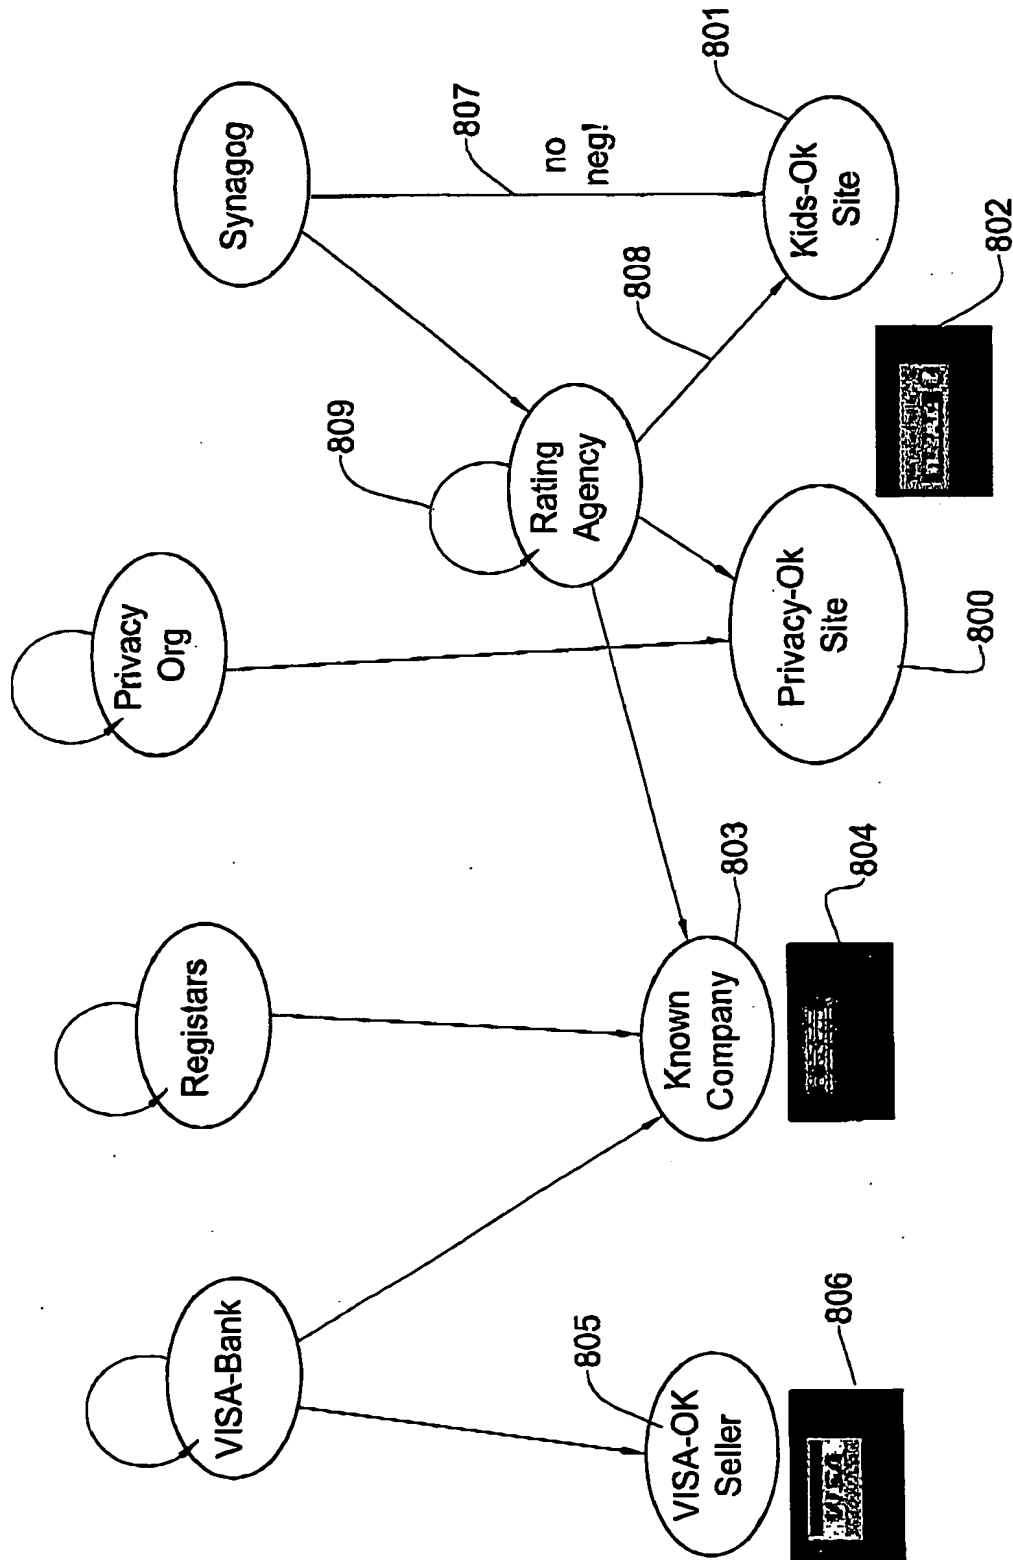 VISA-Bank
Registars
Privacy
Org
Synagog
809
Rating
Agency
807
no
neg!
808
805
VISA-OK
Seller
Known
Company
803
Privacy-Ok
Site
800
Kids-Ok
Site
801
806
VISA
804
802